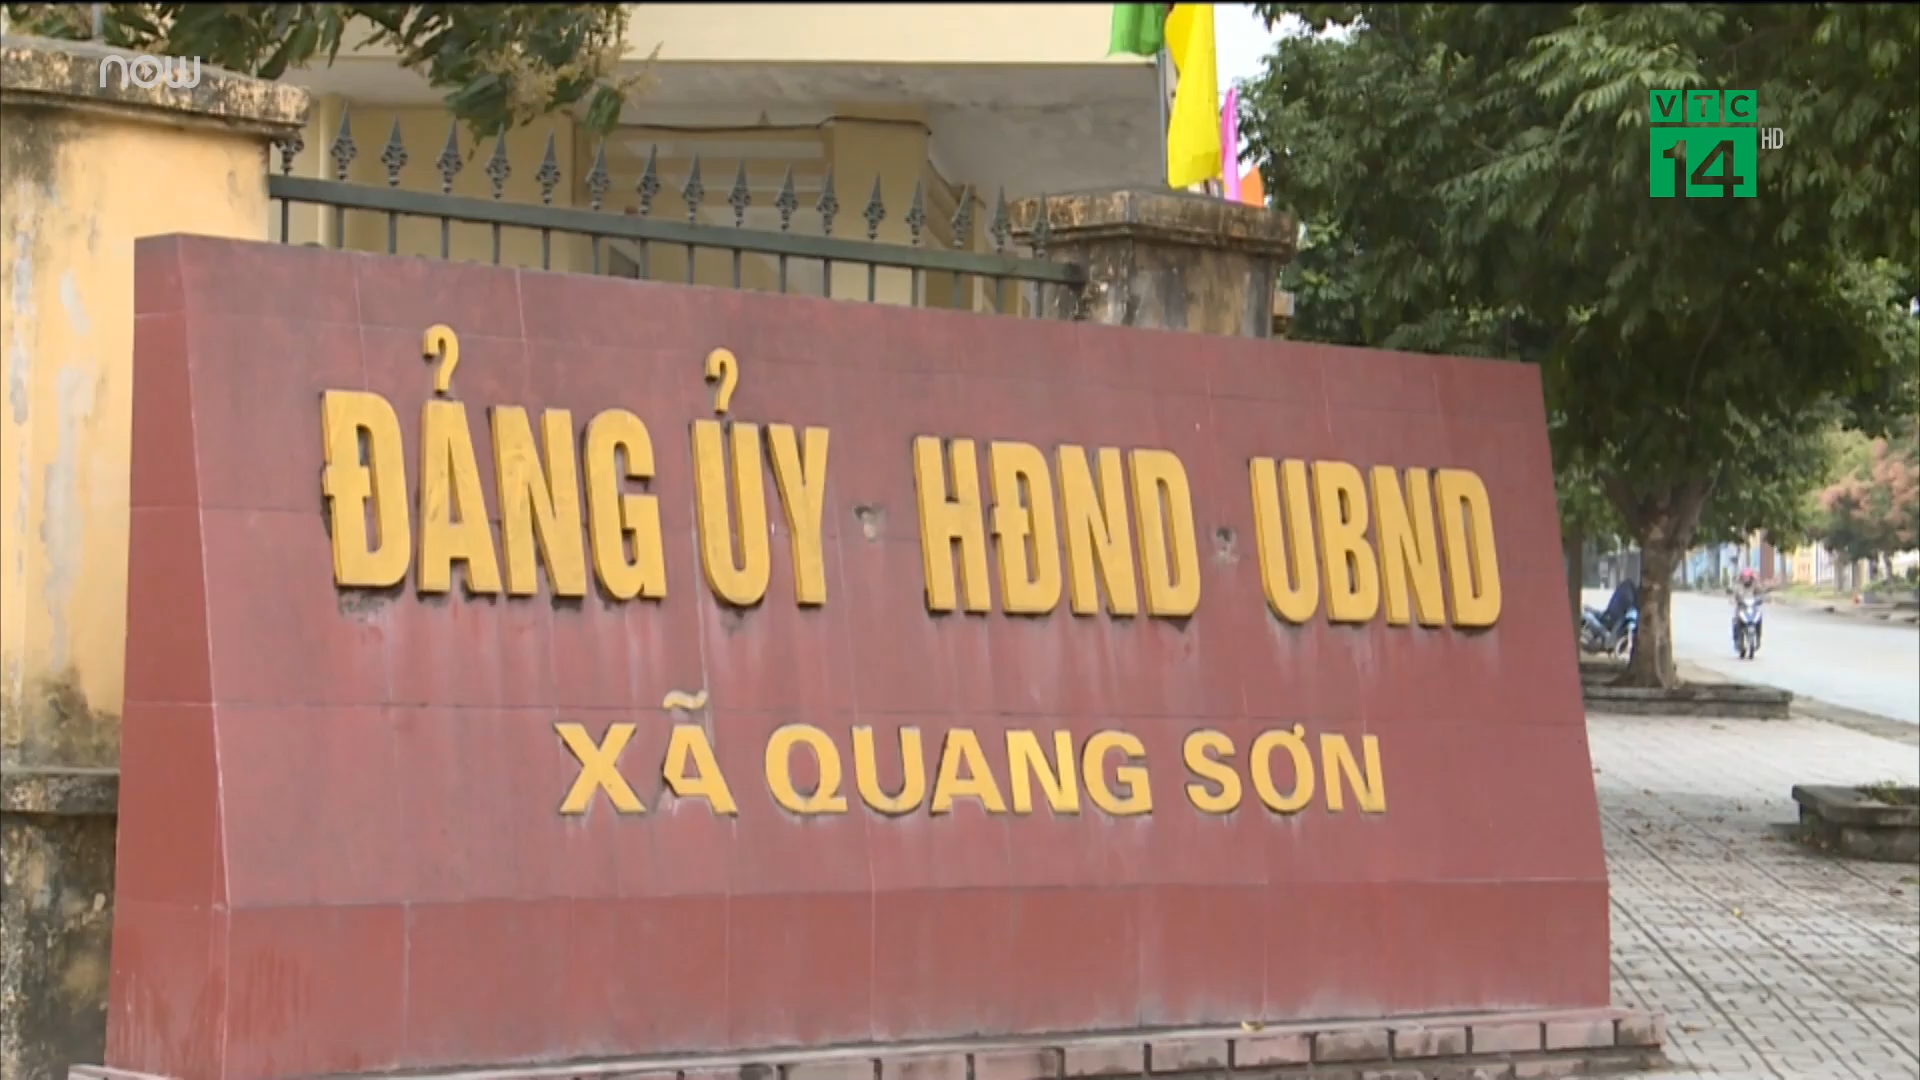 now
VTC
14 HD
ĐẢNG ỦY HĐND UBND
XÃ QUANG SƠN